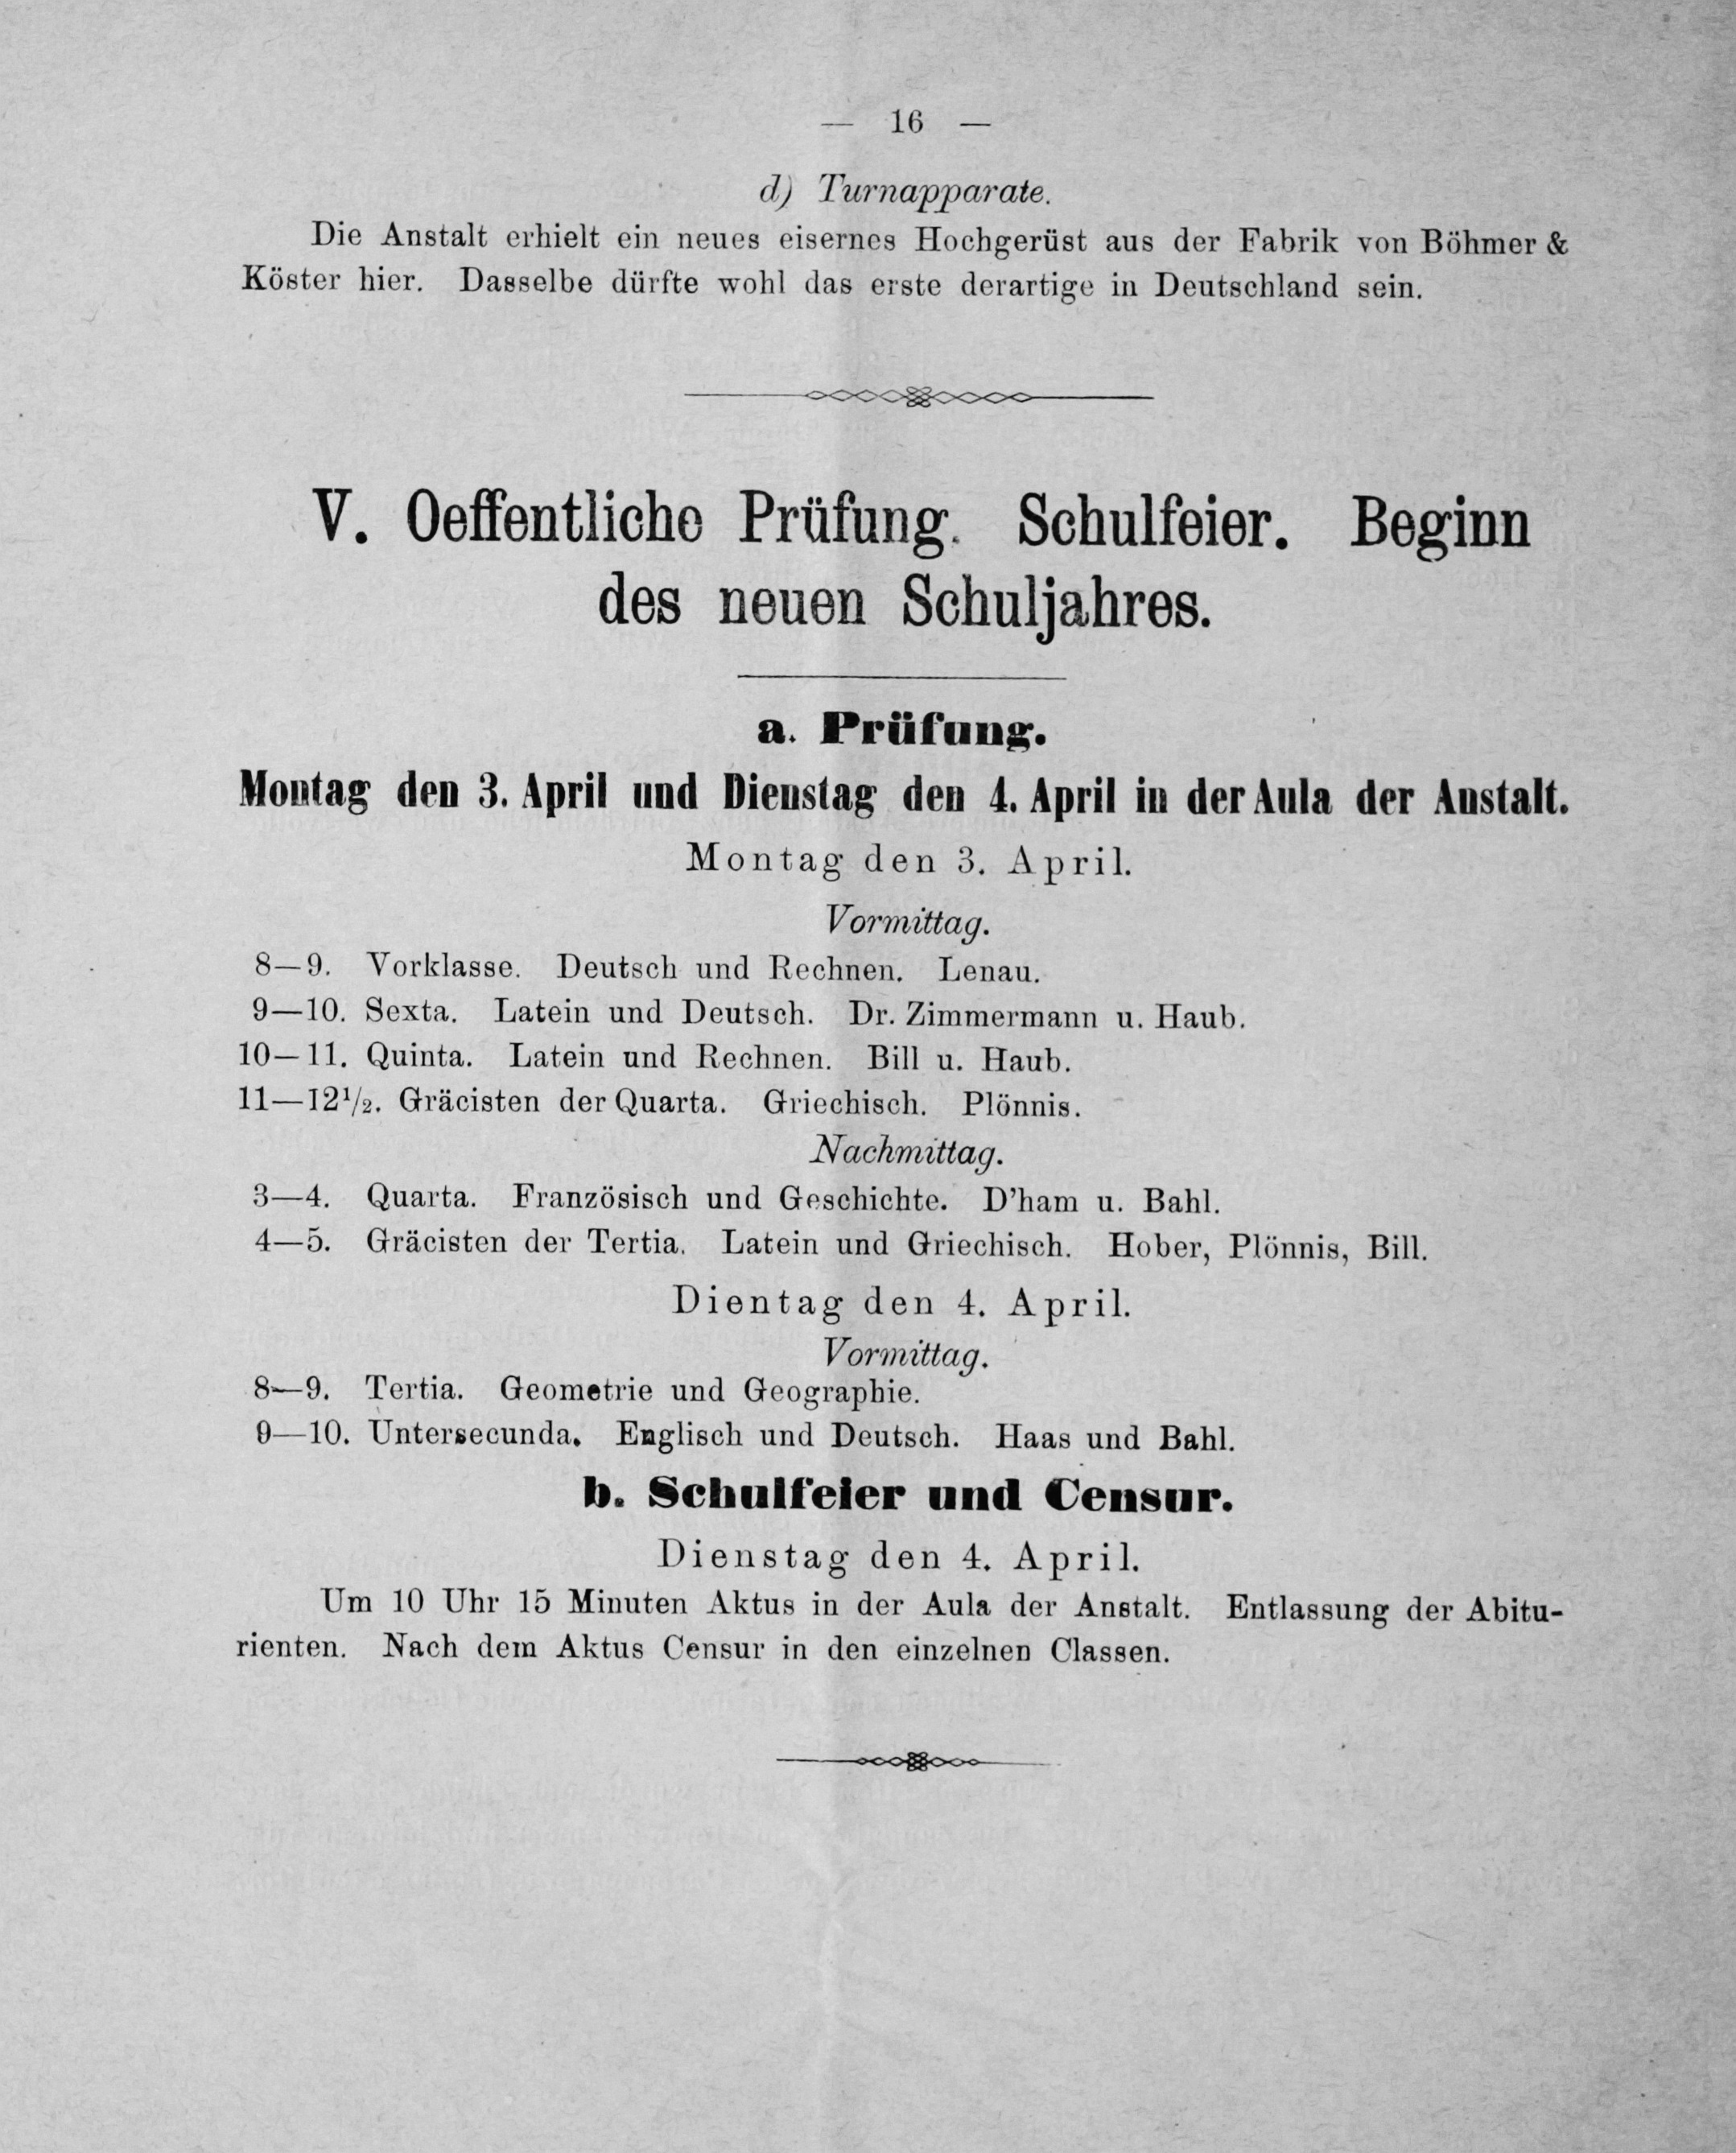 — 16 —
d) Turnapparate.
Die Anstalt erhielt ein neues eisernes Hochgerüst aus der Fabrik von Böhmer &
Köster hier. Dasselbe dürfte wohl das erste derartige in Deutschland sein.
V. Oeffentliche Prüfung. Schulfeier. Beginn
des neuen Schuljahres.
a. Prüfung.
Montag den 3. April und Dienstag den 4. April in der Aula der Anstalt.
Montag den 3. April.
Vormittag.
8—9. Vorklasse. Deutsch und Rechnen. Lenau.
9—10. Sexta. Latein und Deutsch. Dr. Zimmermann u. Haub.
10—11. Quinta. Latein und Rechnen. Bill u. Haub.
11—12½. Gräcisten der Quarta. Griechisch. Plönnis.
Nachmittag.
3—4. Quarta. Französisch und Geschichte. D'ham u. Bahl.
4—5. Gräcisten der Tertia. Latein und Griechisch. Hober, Plönnis, Bill.
Dientag den 4. April.
Vormittag.
8—9. Tertia. Geometrie und Geographie.
9—10. Untersecunda. Englisch und Deutsch. Haas und Bahl.
b. Schulfeier und Censur.
Dienstag den 4. April.
Um 10 Uhr 15 Minuten Aktus in der Aula der Anstalt. Entlassung der Abitu-
rienten. Nach dem Aktus Censur in den einzelnen Classen.